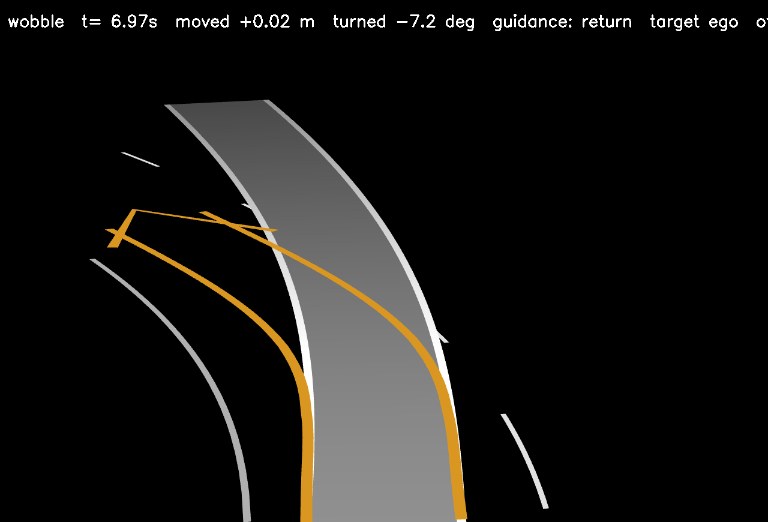 wobble t= 6.97s moved +0.02 m turned −7.2 deg guidance: return target ego